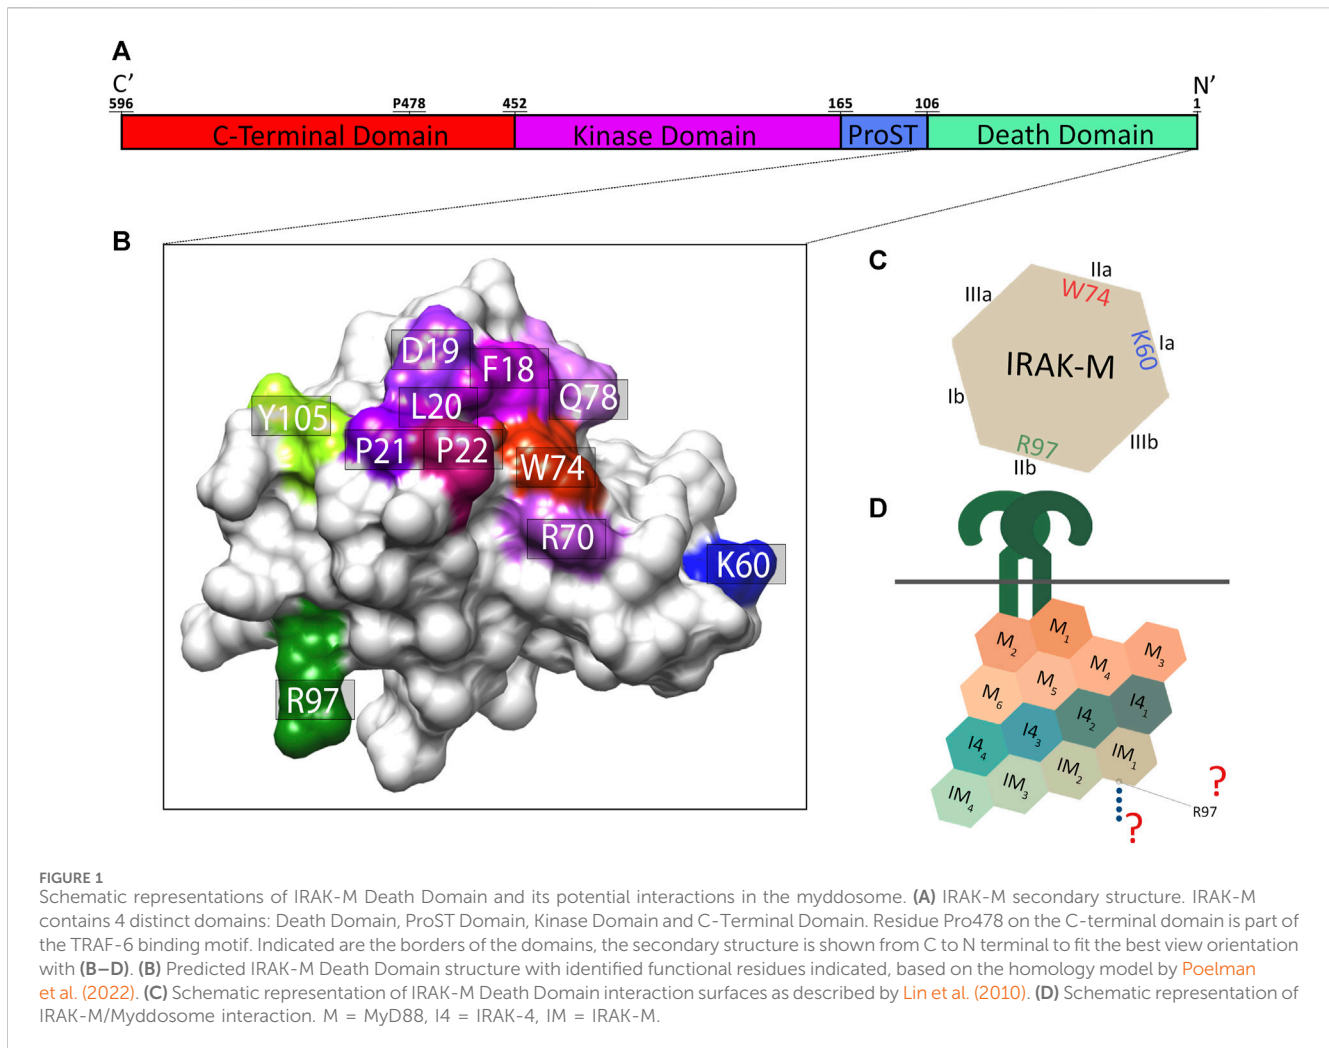 A
C’
N’
596
P478
452
165
106
1
C-Terminal Domain
Kinase Domain
ProST
Death Domain
B
D19
F18
Q78
Y105
L20
P21
P22
W74
R70
K60
R97
C
IIa
W74
IIIa
K60
Ia
IRAK-M
Ib
R97
IIIb
IIb
D
M1
M2
M3
M4
M5
M6
I41
I42
I43
I44
IM1
IM2
IM3
IM4
?
R97
?
FIGURE 1
Schematic representations of IRAK-M Death Domain and its potential interactions in the myddosome. (A) IRAK-M secondary structure. IRAK-M
contains 4 distinct domains: Death Domain, ProST Domain, Kinase Domain and C-Terminal Domain. Residue Pro478 on the C-terminal domain is part of
the TRAF-6 binding motif. Indicated are the borders of the domains, the secondary structure is shown from C to N terminal to fit the best view orientation
with (B–D). (B) Predicted IRAK-M Death Domain structure with identified functional residues indicated, based on the homology model by Poelman
et al. (2022). (C) Schematic representation of IRAK-M Death Domain interaction surfaces as described by Lin et al. (2010). (D) Schematic representation of
IRAK-M/Myddosome interaction. M = MyD88, I4 = IRAK-4, IM = IRAK-M.